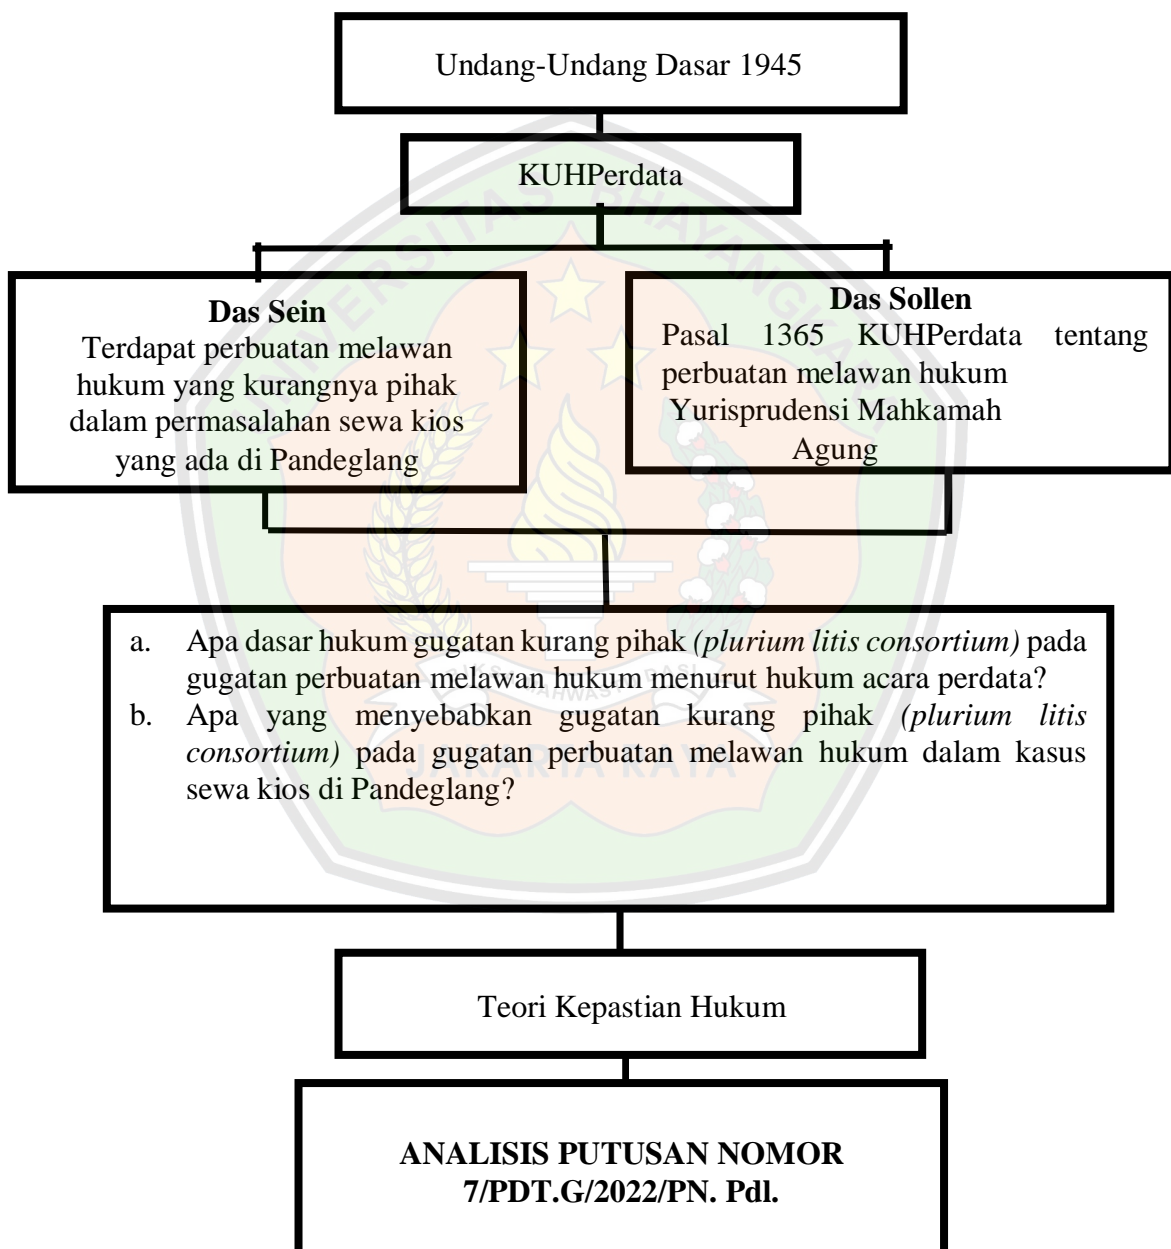 Undang-Undang Dasar 1945
KUHPerdata
Das Sein
Terdapat perbuatan melawan
hukum yang kurangnya pihak
dalam permasalahan sewa kios
yang ada di Pandeglang
Das Sollen
Pasal 1365 KUHPerdata tentang
perbuatan melawan hukum
Yurisprudensi Mahkamah
Agung
a. Apa dasar hukum gugatan kurang pihak (plurium litis consortium) pada
gugatan perbuatan melawan hukum menurut hukum acara perdata?
b. Apa yang menyebabkan gugatan kurang pihak (plurium litis
consortium) pada gugatan perbuatan melawan hukum dalam kasus
sewa kios di Pandeglang?
Teori Kepastian Hukum
ANALISIS PUTUSAN NOMOR
7/PDT.G/2022/PN. Pdl.
UNIVERSITAS BHAYANGKARA
JAKARTA RAYA